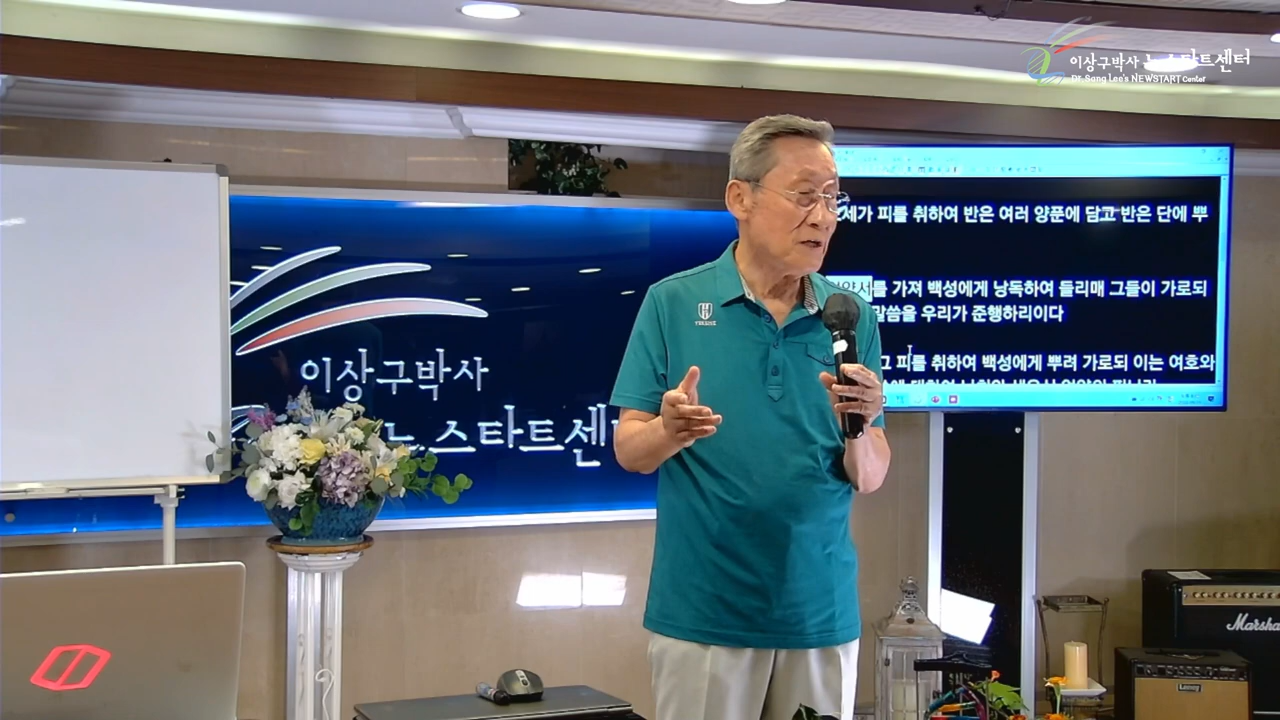 이상구박사 뉴스타트센터
Dr. Sang Lee's NEWSTART Center
세가 피를 취하여 반은 여러 양푼에 담고 반은 단에 뿌
약서를 가져 백성에게 낭독하여 들리매 그들이 가로되
말씀을 우리가 준행하리이다
그 피를 취하여 백성에게 뿌려 가로되 이는 여호와
이상구박사
뉴 스타트센
Marsha
Laney